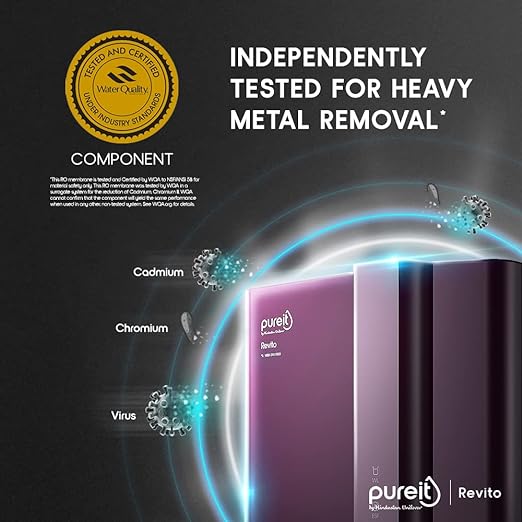 TESTED AND CERTIFIED
Water Quality
UNDER INDUSTRY STANDARDS
COMPONENT
*This RO membrane is tested and Certified by WQA to NSF/ANSI 58 for
material safety only. This RO membrane was tested by WQA in a
surrogate system for the reduction of Cadmium, Chromium & WQA
cannot confirm that the component will yield the same performance
when used in any other, non-tested system. See WQA.org for details.
INDEPENDENTLY
TESTED FOR HEAVY
METAL REMOVAL*
Cadmium
Chromium
Virus
pureit
by Hindustan Unilever
Revito
pureit
by Hindustan Unilever
Revito